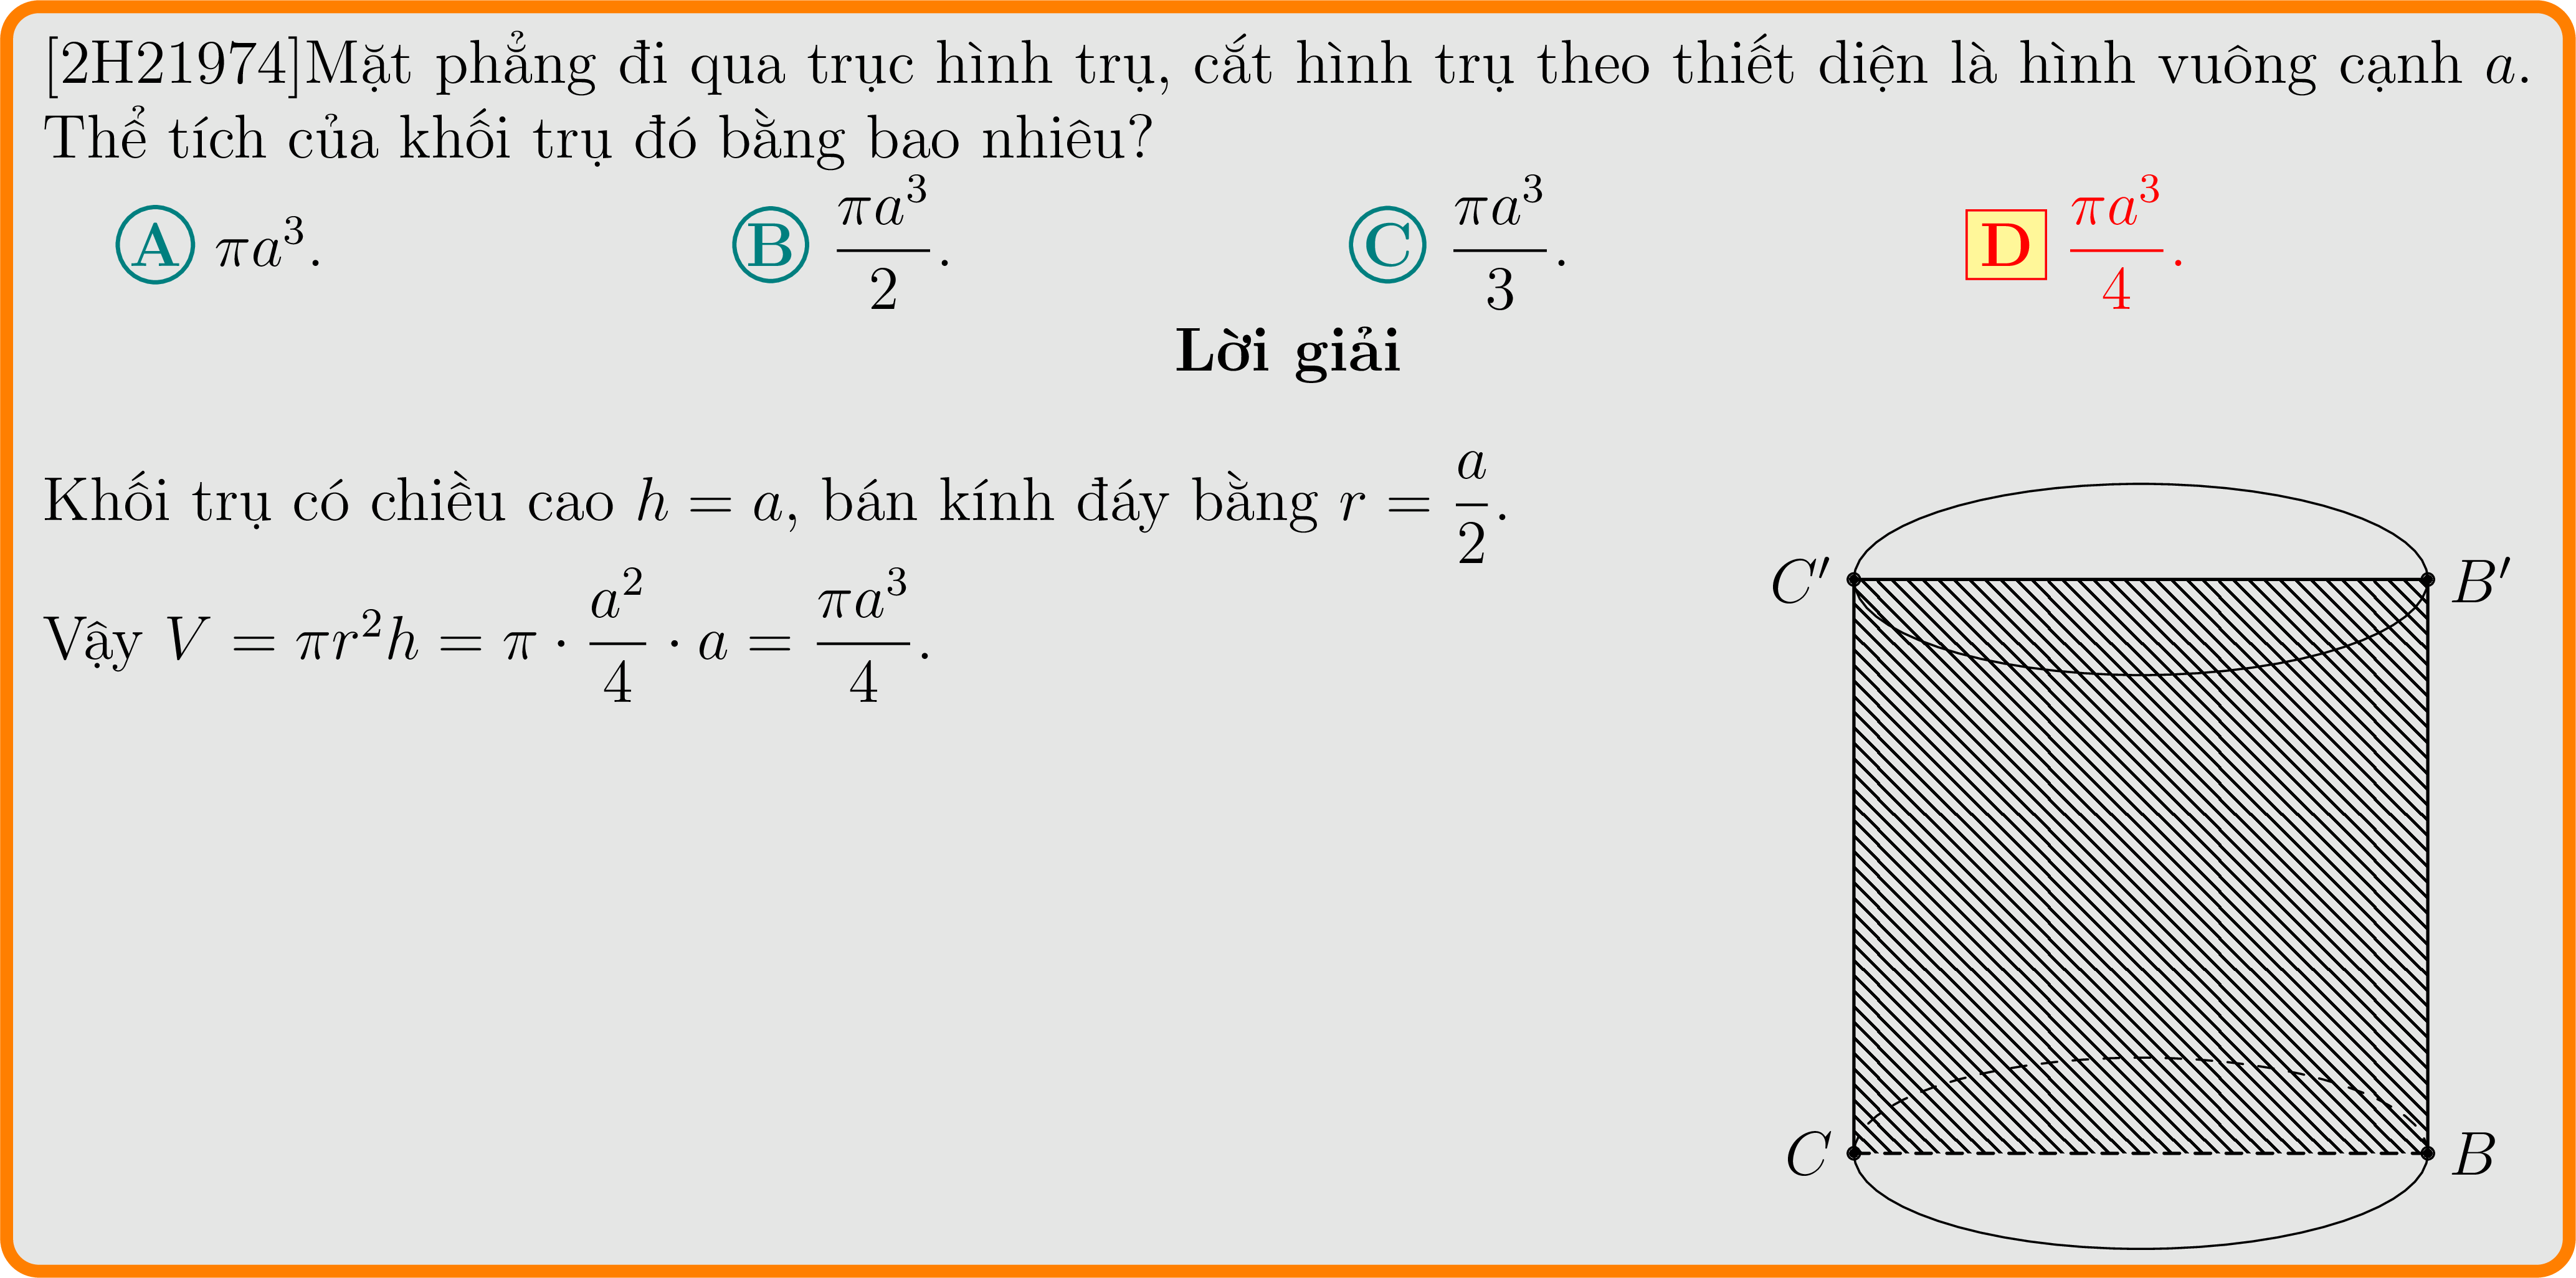 [2H21974]Mặt phẳng đi qua trục hình trụ, cắt hình trụ theo thiết diện là hình vuông cạnh $a$.
Thể tích của khối trụ đó bằng bao nhiêu?
A $\pi a^3$. B $\frac{\pi a^3}{2}$. C $\frac{\pi a^3}{3}$. D $\frac{\pi a^3}{4}$.
Lời giải
Khối trụ có chiều cao $h = a$, bán kính đáy bằng $r = \frac{a}{2}$.
Vậy $V = \pi r^2 h = \pi \cdot \frac{a^2}{4} \cdot a = \frac{\pi a^3}{4}$.
$C'$ $B'$
$C$ $B$